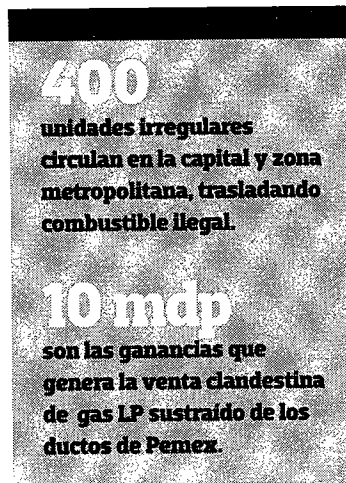 400
unidades irregulares
circulan en la capital y zona
metropolitana, trasladando
combustible ilegal.
10 mdp
son las ganancias que
genera la venta clandestina
de gas LP sustraído de los
ductos de Pemex.